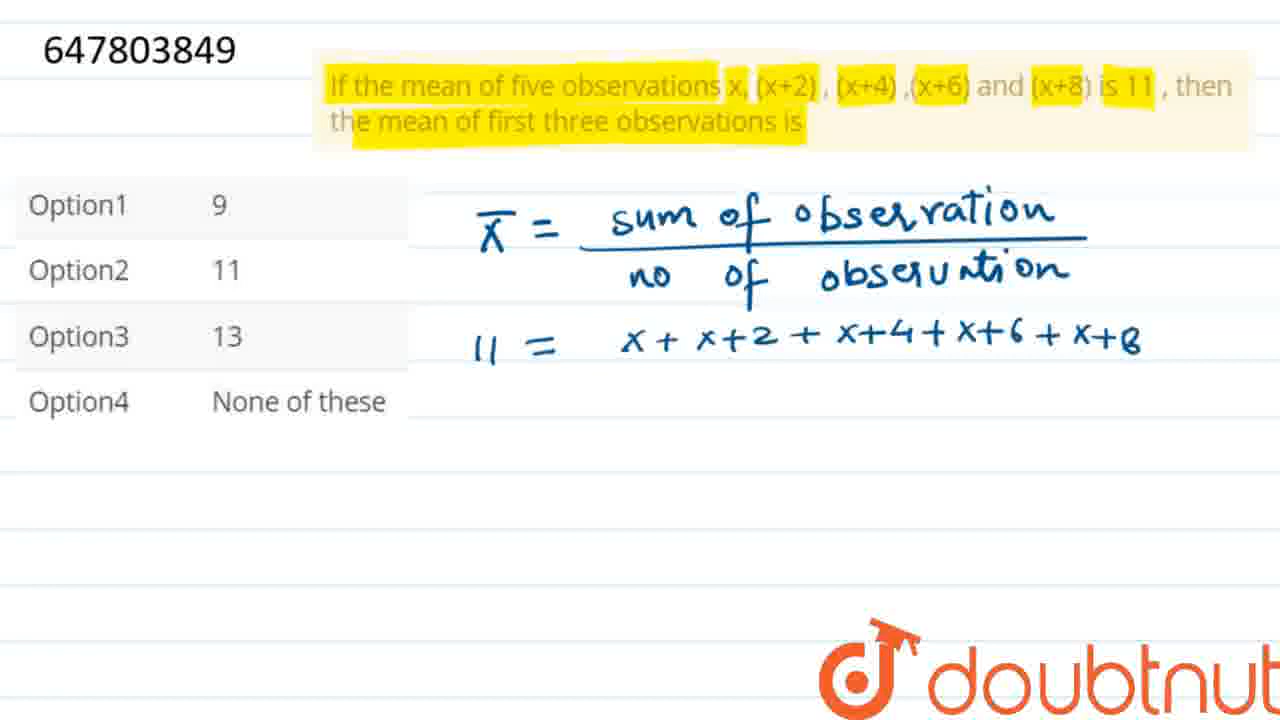 647803849
If the mean of five observations x, (x+2) , (x+4) ,(x+6) and (x+8) is 11 , then
the mean of first three observations is
Option1 9
Option2 11
Option3 13
Option4 None of these
x̅ = sum of observation
no of observation
11 = x + x+2 + x+4 + x+6 + x+8
doubtnut